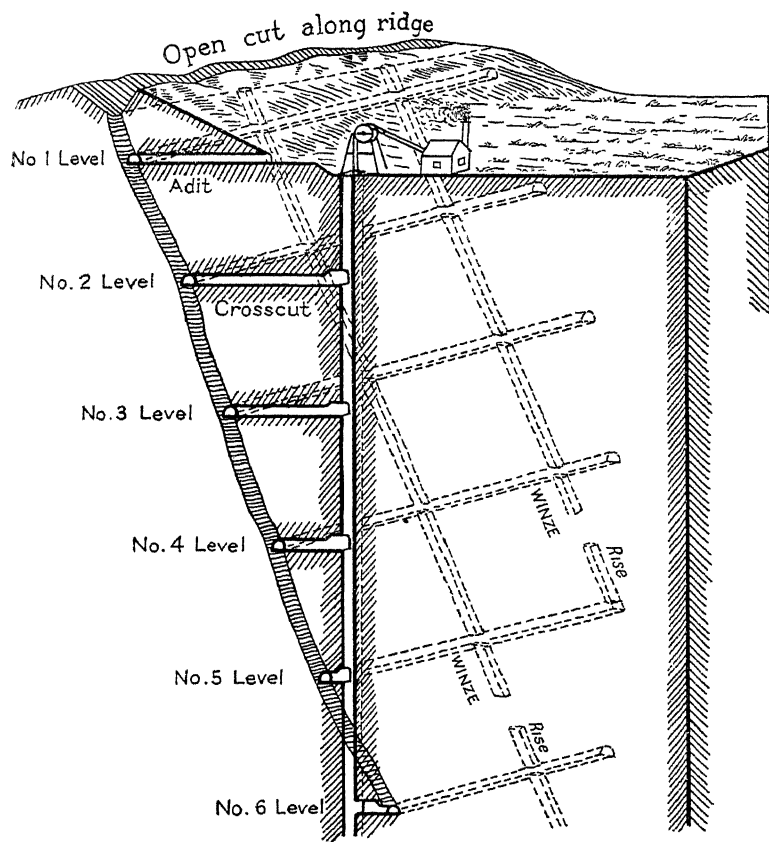 Open cut along ridge
No 1 Level
Adit
No. 2 Level
Crosscut
No. 3 Level
No. 4 Level
WINZE
Rise
No. 5 Level
WINZE
Rise
No. 6 Level